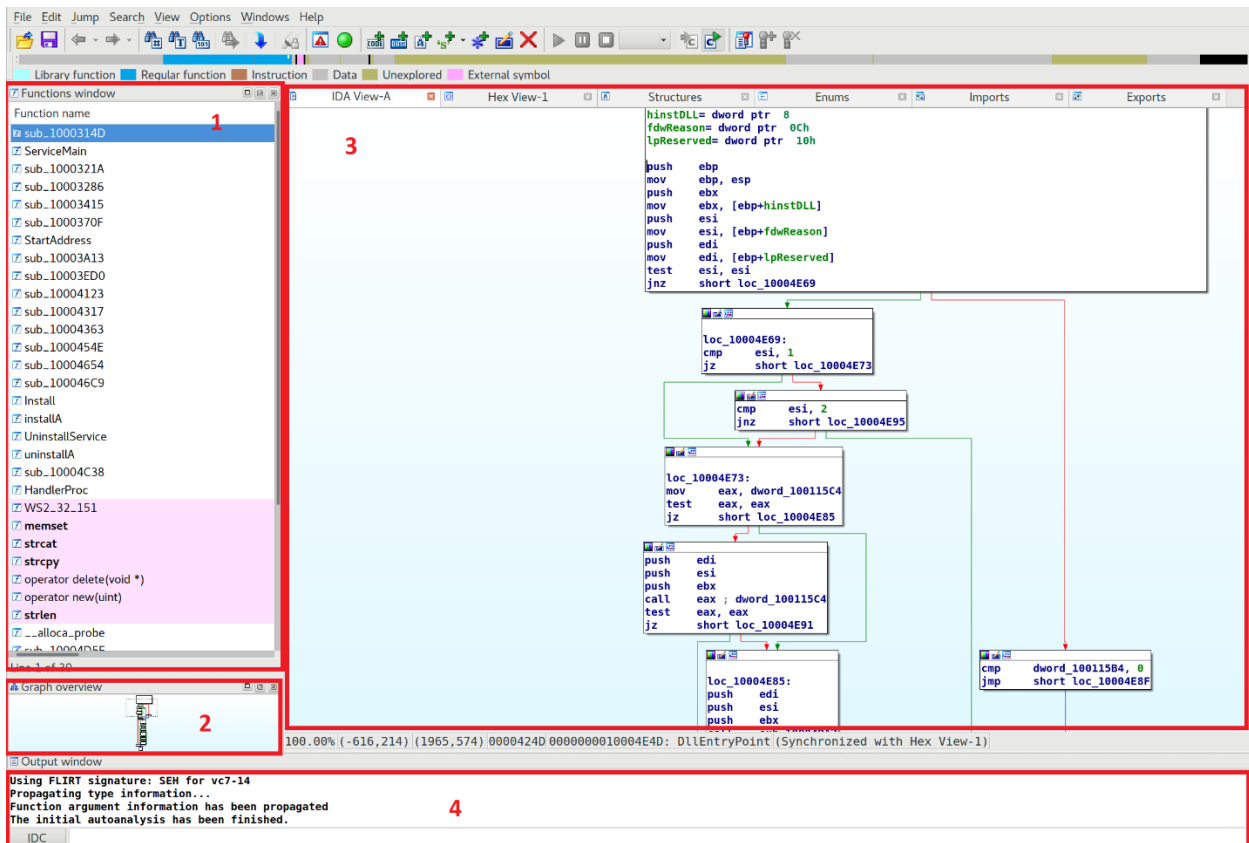 File Edit Jump Search View Options Windows Help
Library function Regular function Instruction Data Unexplored External symbol
Functions window
Function name
1
sub_1000314D
ServiceMain
sub_1000321A
sub_10003286
sub_10003415
sub_1000370F
StartAddress
sub_10003A13
sub_10003ED0
sub_10004123
sub_10004317
sub_10004363
sub_1000454E
sub_10004654
sub_100046C9
Install
installA
UninstallService
uninstallA
sub_10004C38
HandlerProc
WS2_32_151
memset
strcat
strcpy
operator delete(void *)
operator new(uint)
strlen
__alloca_probe
Line 1 of 39
Graph overview
2
IDA View-A Hex View-1 Structures Enums Imports Exports
3
hinstDLL= dword ptr 8
fdwReason= dword ptr 0Ch
lpReserved= dword ptr 10h
push ebp
mov ebp, esp
push ebx
mov ebx, [ebp+hinstDLL]
push esi
mov esi, [ebp+fdwReason]
push edi
mov edi, [ebp+lpReserved]
test esi, esi
jnz short loc_10004E69
loc_10004E69:
cmp esi, 1
jz short loc_10004E73
cmp esi, 2
jnz short loc_10004E95
loc_10004E73:
mov eax, dword_100115C4
test eax, eax
jz short loc_10004E85
push edi
push esi
push ebx
call eax ; dword_100115C4
test eax, eax
jz short loc_10004E91
loc_10004E85:
push edi
push esi
push ebx
cmp dword_100115B4, 0
jmp short loc_10004E8F
100.00% (-616,214) (1965,574) 0000424D 0000000010004E4D: DllEntryPoint (Synchronized with Hex View-1)
Output window
Using FLIRT signature: SEH for vc7-14
Propagating type information...
Function argument information has been propagated
The initial autoanalysis has been finished.
4
IDC